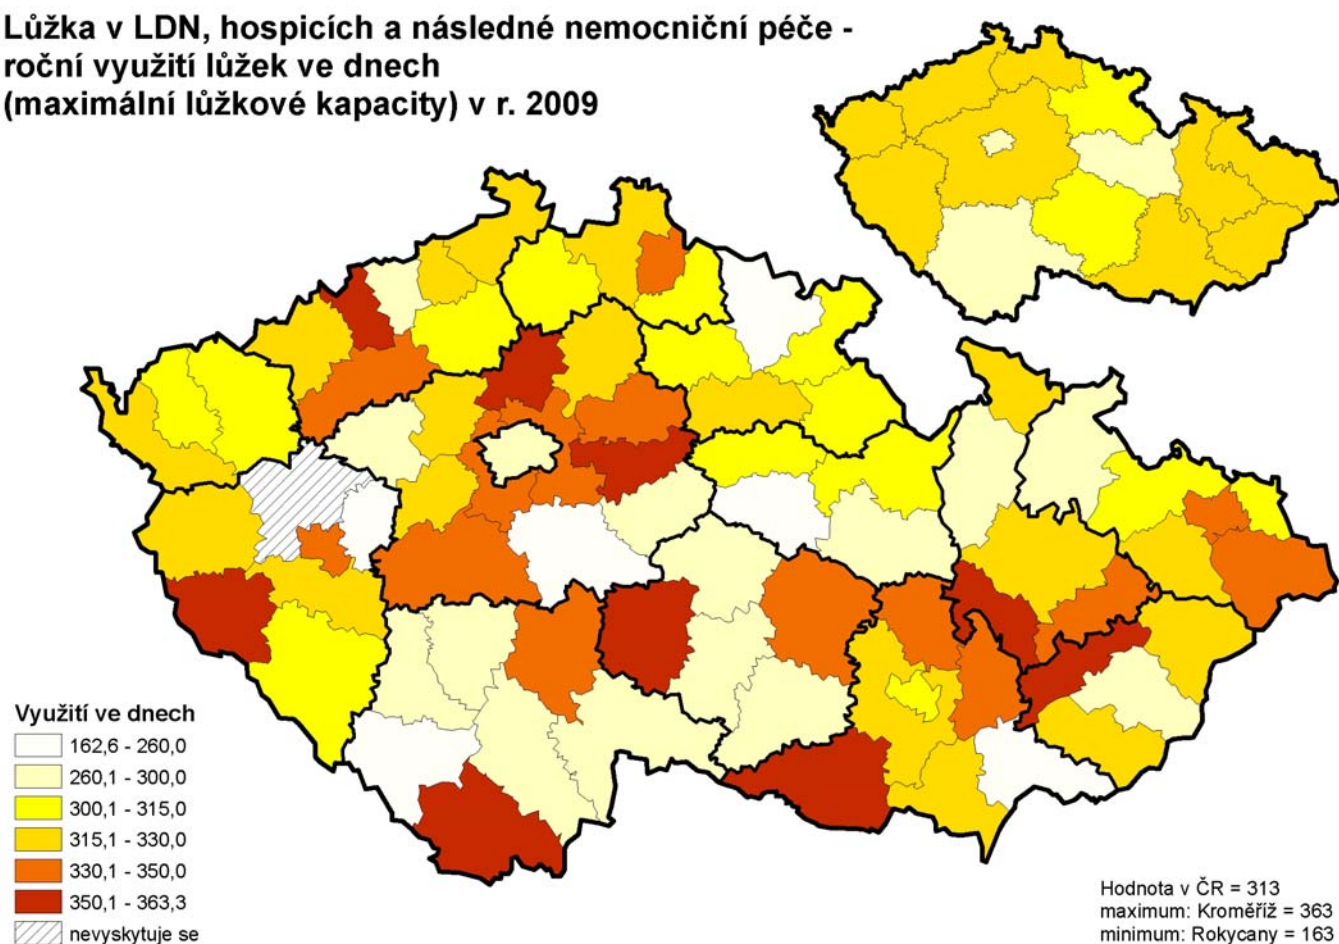 Lůžka v LDN, hospicích a následné nemocniční péče -
roční využití lůžek ve dnech
(maximální lůžkové kapacity) v r. 2009
Využití ve dnech
162,6 - 260,0
260,1 - 300,0
300,1 - 315,0
315,1 - 330,0
330,1 - 350,0
350,1 - 363,3
nevyskytuje se
Hodnota v ČR = 313
maximum: Kroměříž = 363
minimum: Rokycany = 163